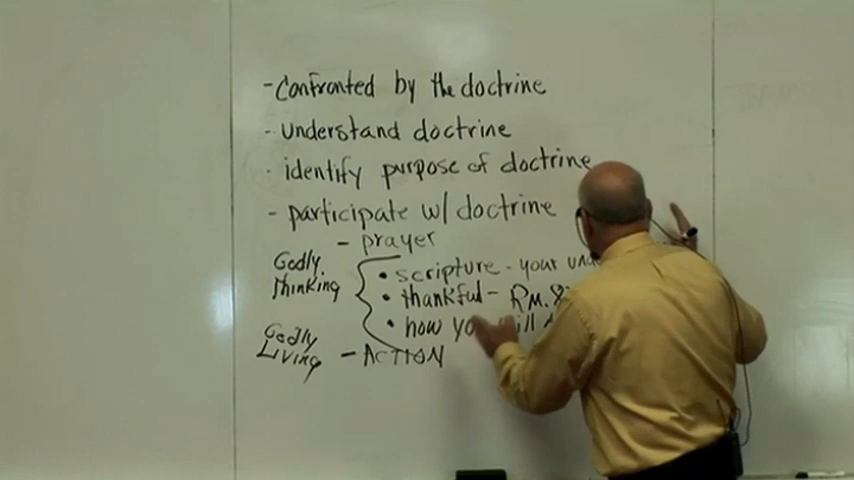 - Confronted by the doctrine
- understand doctrine
- identify purpose of doctrine
- participate w/ doctrine
- prayer
Godly thinking
• scripture - your
• thankful - Rm.
• how
Godly Living
- ACTION